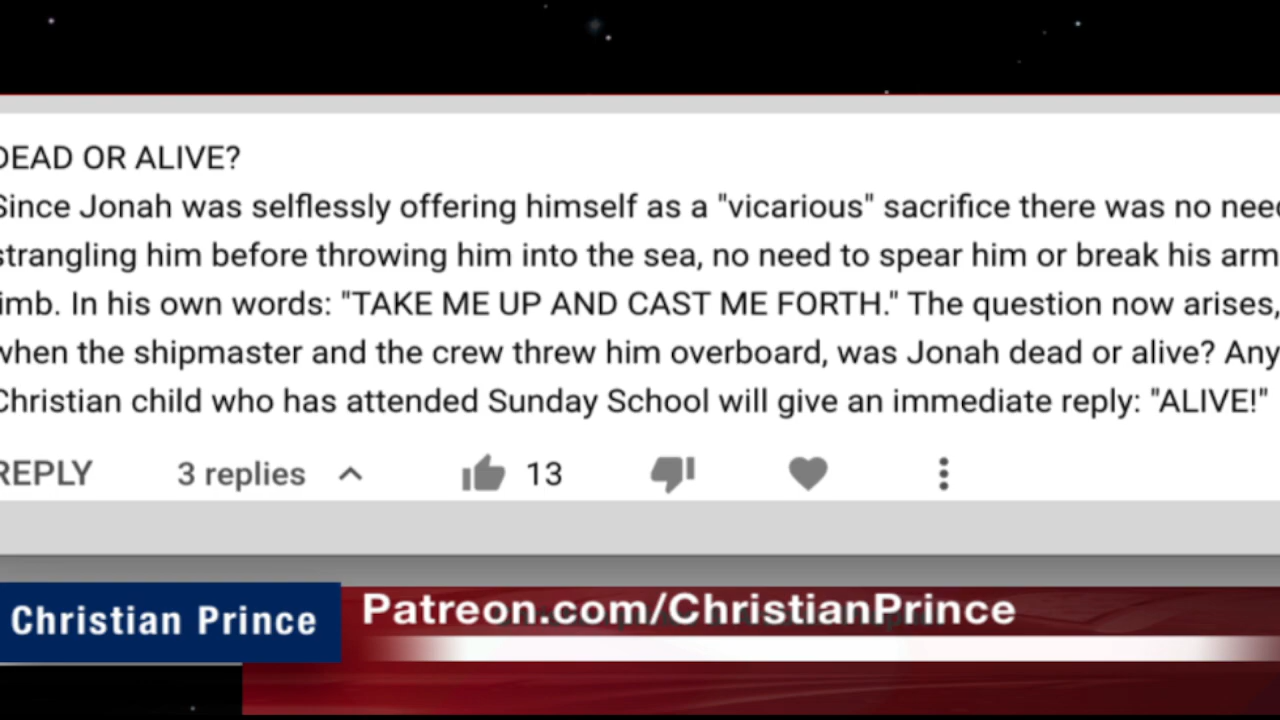 DEAD OR ALIVE?
Since Jonah was selflessly offering himself as a "vicarious" sacrifice there was no need
strangling him before throwing him into the sea, no need to spear him or break his arm
limb. In his own words: "TAKE ME UP AND CAST ME FORTH." The question now arises,
when the shipmaster and the crew threw him overboard, was Jonah dead or alive? Any
Christian child who has attended Sunday School will give an immediate reply: "ALIVE!"
REPLY 3 replies 13
Christian Prince
Patreon.com/ChristianPrince